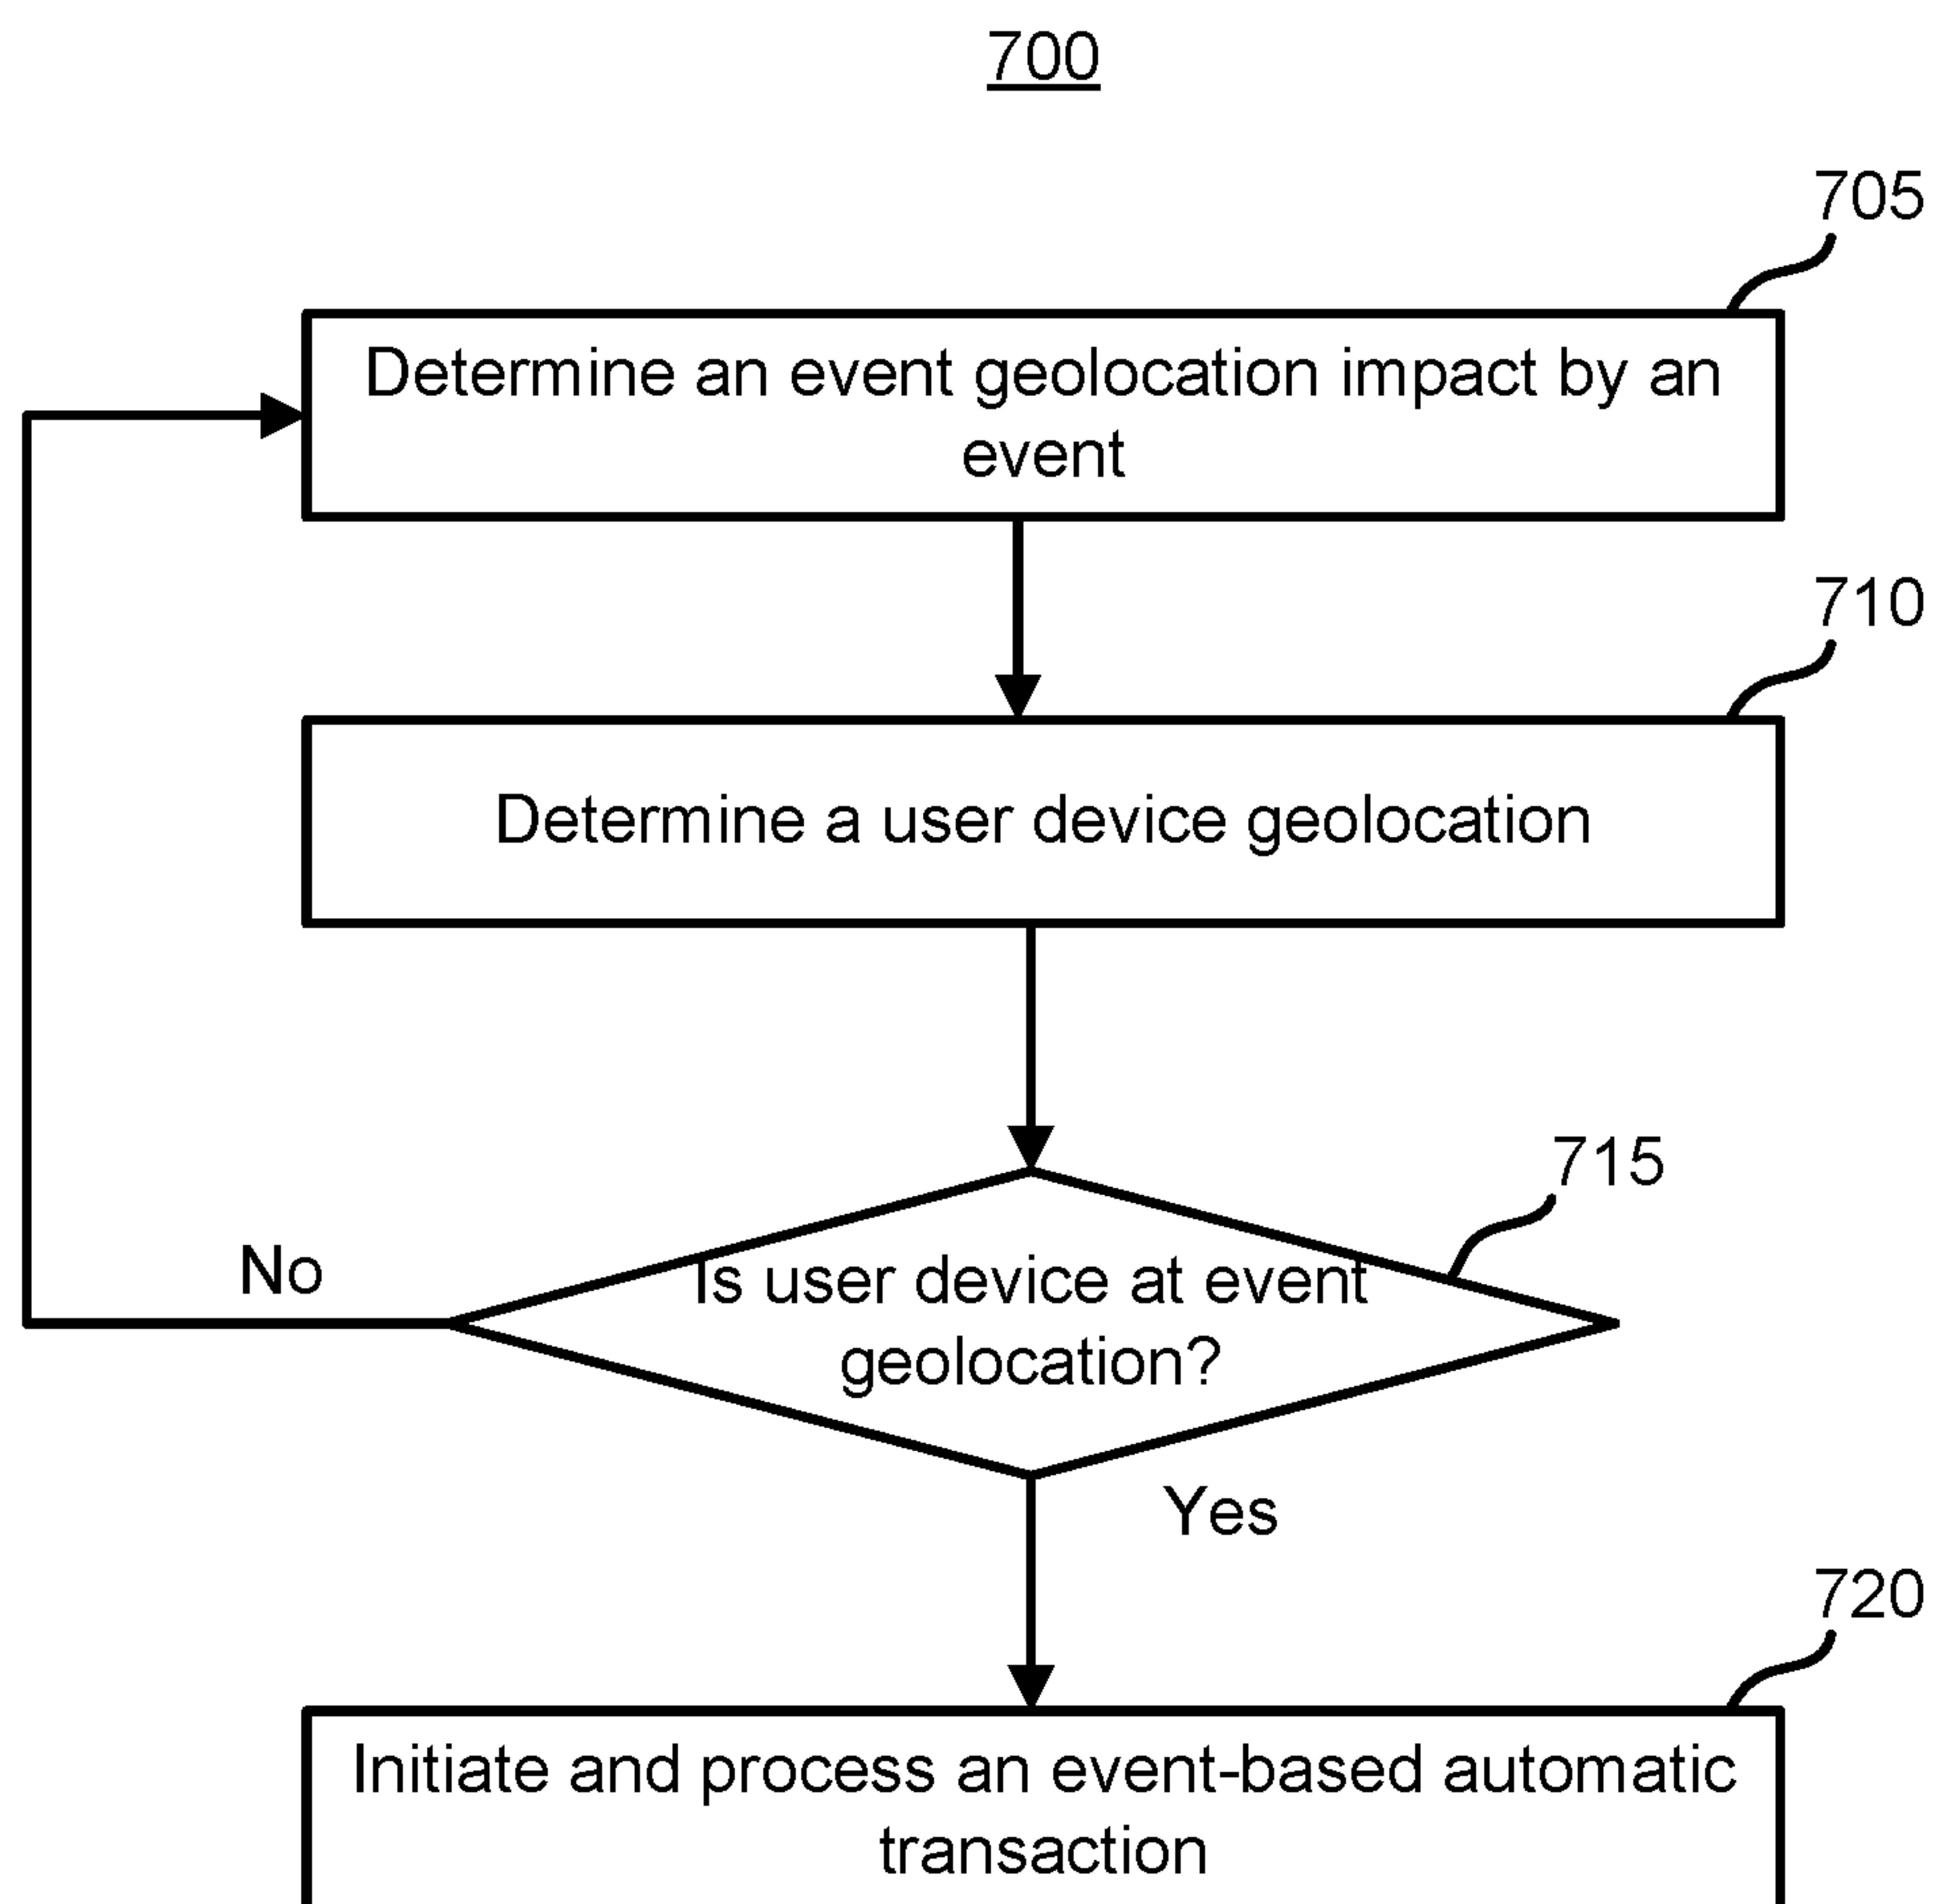 700
705
Determine an event geolocation impact by an
event
710
Determine a user device geolocation
715
Is user device at event
geolocation?
No
Yes
720
Initiate and process an event-based automatic
transaction